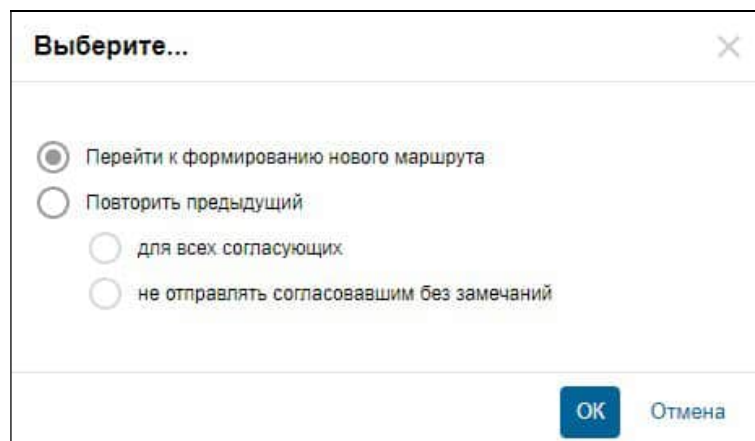 Выберите...
Перейти к формированию нового маршрута
Повторить предыдущий
для всех согласующих
не отправлять согласовавшим без замечаний
ОК
Отмена